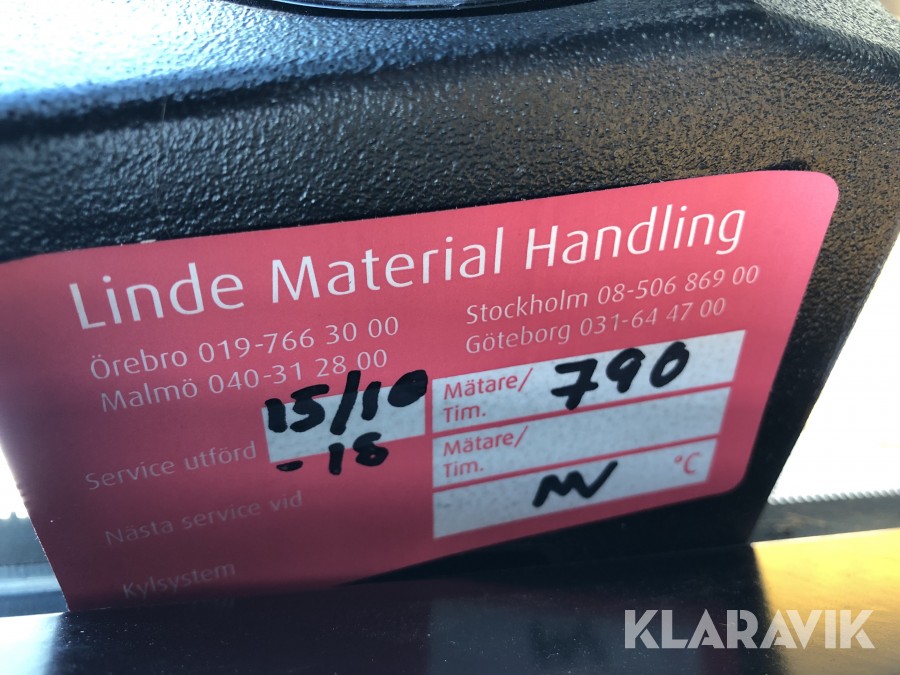 Linde Material Handling
Örebro 019-766 30 00
Stockholm 08-506 869 00
Malmö 040-31 28 00
Göteborg 031-64 47 00
Service utförd 15/10 -18
Mätare/
Tim. 790
Nästa service vid
Mätare/
Tim.
Kylsystem
°C
KLARAVIK